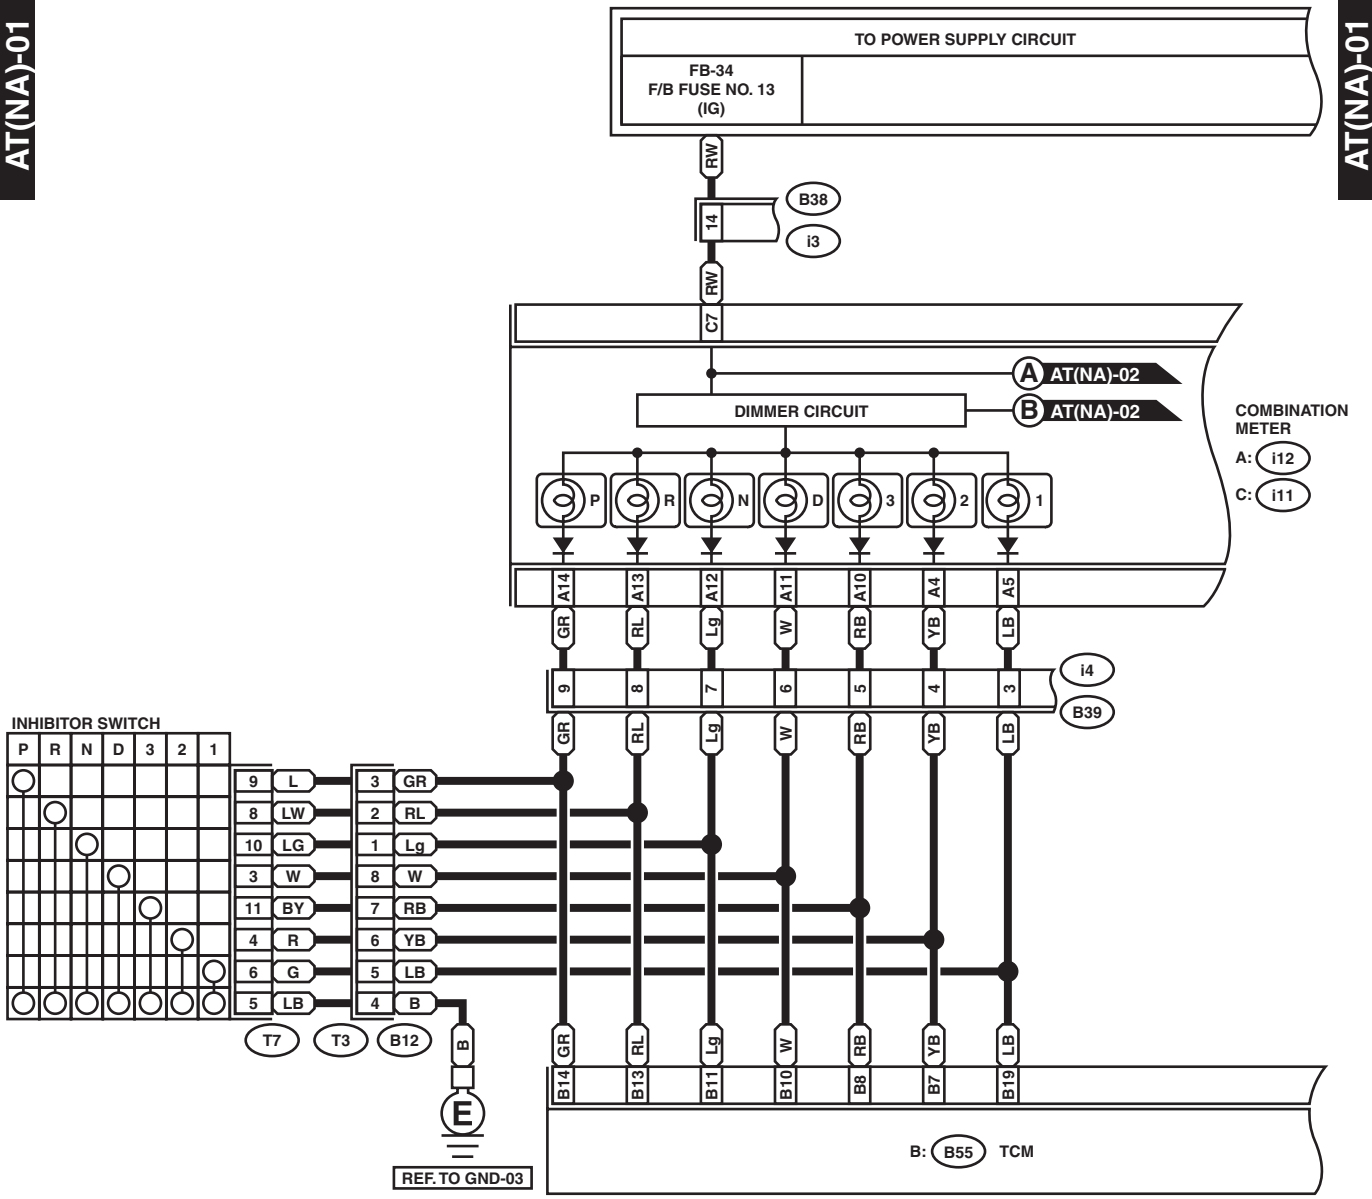 AT(NA)-01
AT(NA)-01
TO POWER SUPPLY CIRCUIT
FB-34
F/B FUSE NO. 13
(IG)
RW
14
B38
i3
RW
C7
A AT(NA)-02
DIMMER CIRCUIT
B AT(NA)-02
COMBINATION
METER
A: i12
C: i11
P R N D 3 2 1
A14 A13 A12 A11 A10 A4 A5
GR RL Lg W RB YB LB
9 8 7 6 5 4 3
i4
B39
GR RL Lg W RB YB LB
INHIBITOR SWITCH
P R N D 3 2 1
9 L 3 GR
8 LW 2 RL
10 LG 1 Lg
3 W 8 W
11 BY 7 RB
4 R 6 YB
6 G 5 LB
5 LB 4 B
T7 T3 B12
B
E
REF. TO GND-03
GR RL Lg W RB YB LB
B14 B13 B11 B10 B8 B7 B19
B: B55 TCM